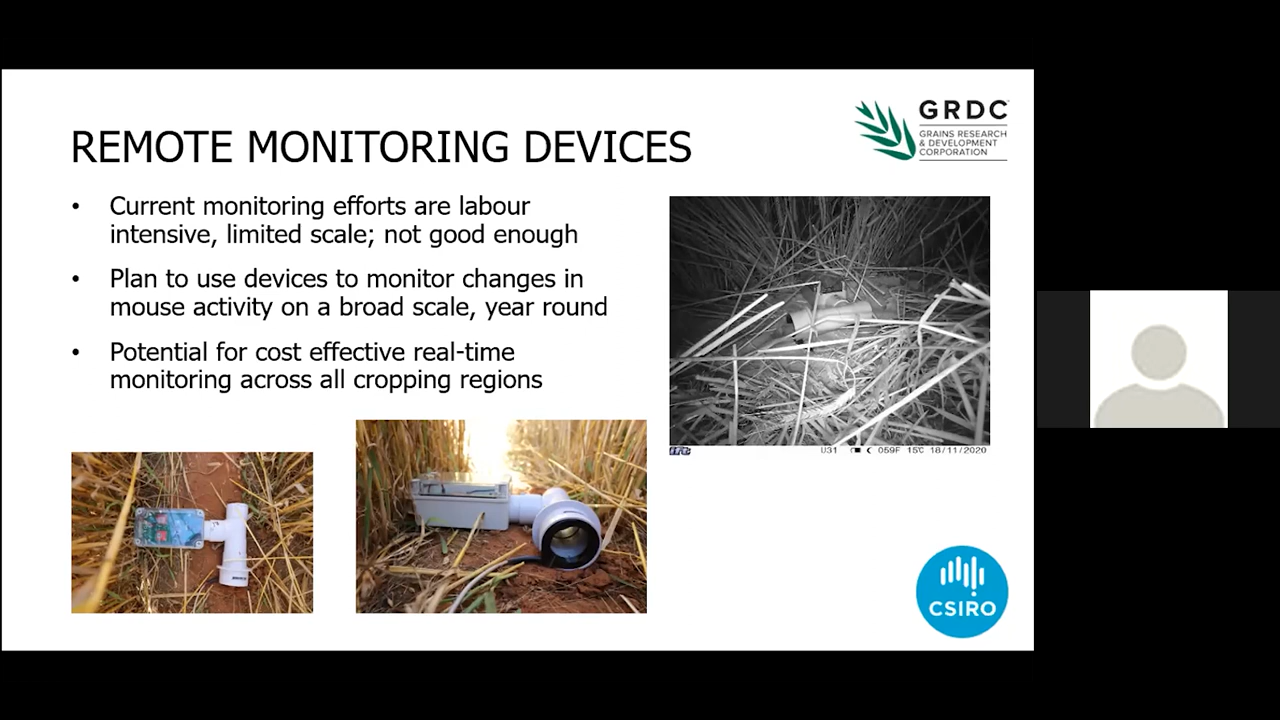 REMOTE MONITORING DEVICES
GRDC
GRAINS RESEARCH
& DEVELOPMENT
CORPORATION
• Current monitoring efforts are labour
intensive, limited scale; not good enough
• Plan to use devices to monitor changes in
mouse activity on a broad scale, year round
• Potential for cost effective real-time
monitoring across all cropping regions
059F 15℃ 18/11/2020
CSIRO